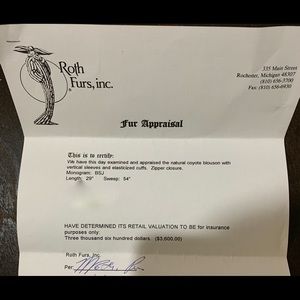 Roth
Furs, inc.
335 Main Street
Rochester, Michigan 48307
(810) 656-3700
Fax: (810) 656-6930
Fur Appraisal
This is to certify:
We have this day examined and appraised the natural coyote blouson with
vertical sleeves and elasticized cuffs. Zipper closure.
Monogram: BSJ
Length: 29" Sweep: 54"
HAVE DETERMINED ITS RETAIL VALUATION TO BE for insurance
purposes only:
Three thousand six hundred dollars. ($3,600.00)
Roth Furs, Inc.
Per: